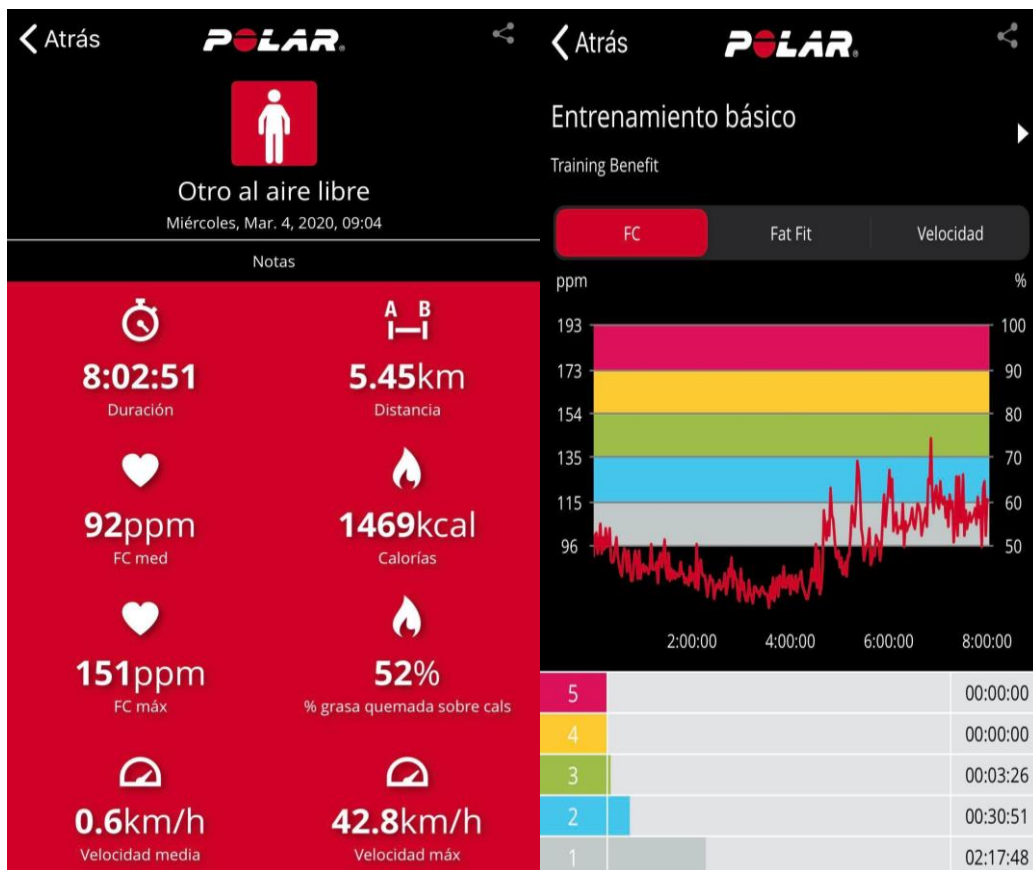 Atrás
POLAR
Otro al aire libre
Miércoles, Mar. 4, 2020, 09:04
Notas
A B
8:02:51
5.45km
Duración
Distancia
92ppm
1469kcal
FC med
Calorías
151ppm
52%
FC máx
% grasa quemada sobre cals
0.6km/h
42.8km/h
Velocidad media
Velocidad máx
Atrás
POLAR
Entrenamiento básico
Training Benefit
FC
Fat Fit
Velocidad
ppm
%
193
100
173
90
154
80
135
70
115
60
96
50
2:00:00
4:00:00
6:00:00
8:00:00
5
00:00:00
4
00:00:00
3
00:03:26
2
00:30:51
1
02:17:48